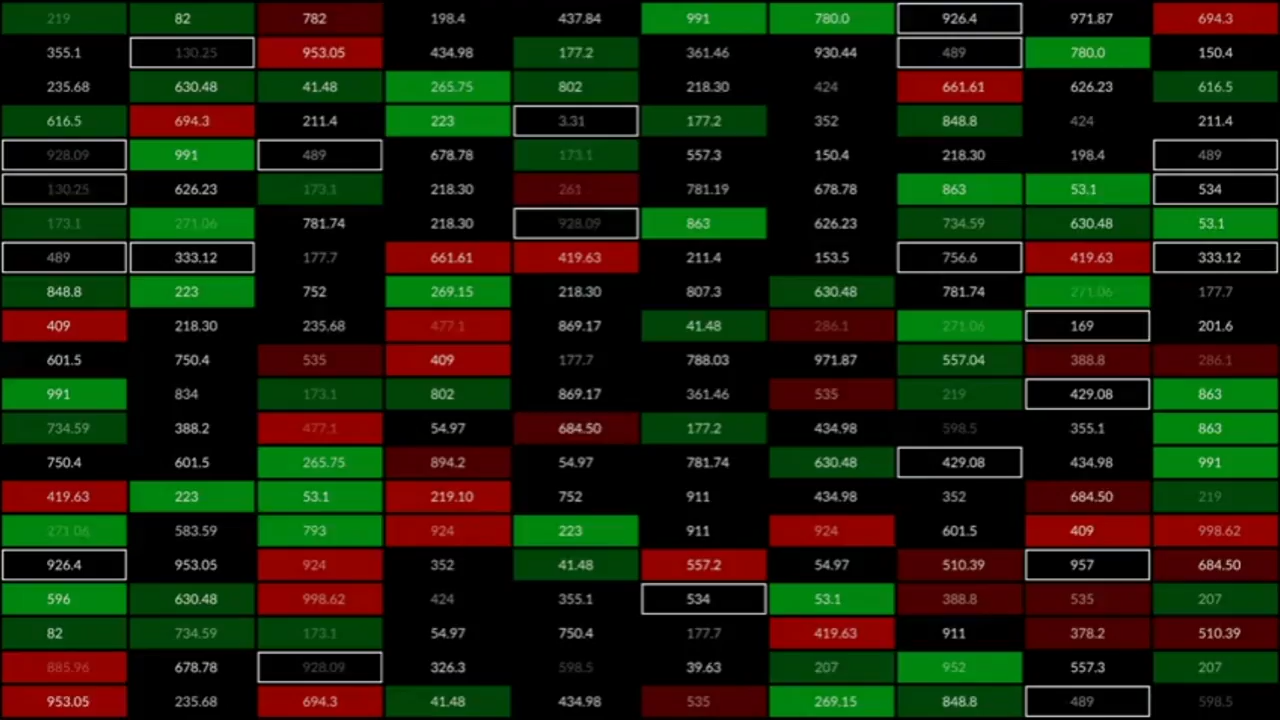 219 82 782 198.4 437.84 991 780.0 926.4 971.87 694.3
355.1 130.25 953.05 434.98 177.2 361.46 930.44 489 780.0 150.4
235.68 630.48 41.48 265.75 802 218.30 424 661.61 626.23 616.5
616.5 694.3 211.4 223 3.31 177.2 352 848.8 424 211.4
928.09 991 489 678.78 173.1 557.3 150.4 218.30 198.4 489
130.25 626.23 173.1 218.30 261 781.19 678.78 863 53.1 534
173.1 271.06 781.74 218.30 928.09 863 626.23 734.59 630.48 53.1
489 333.12 177.7 661.61 419.63 211.4 153.5 756.6 419.63 333.12
848.8 223 752 269.15 218.30 807.3 630.48 781.74 271.06 177.7
409 218.30 235.68 477.1 869.17 41.48 286.1 271.06 169 201.6
601.5 750.4 535 409 177.7 788.03 971.87 557.04 388.8 286.1
991 834 173.1 802 869.17 361.46 535 219 429.08 863
734.59 388.2 477.1 54.97 684.50 177.2 434.98 598.5 355.1 863
750.4 601.5 265.75 894.2 54.97 781.74 630.48 429.08 434.98 991
419.63 223 53.1 219.10 752 911 434.98 352 684.50 219
271.06 583.59 793 924 223 911 924 601.5 409 998.62
926.4 953.05 924 352 41.48 557.2 54.97 510.39 957 684.50
596 630.48 998.62 424 355.1 534 53.1 388.8 535 207
82 734.59 173.1 54.97 750.4 177.7 419.63 911 378.2 510.39
885.96 678.78 928.09 326.3 598.5 39.63 207 952 557.3 207
953.05 235.68 694.3 41.48 434.98 535 269.15 848.8 489 598.5